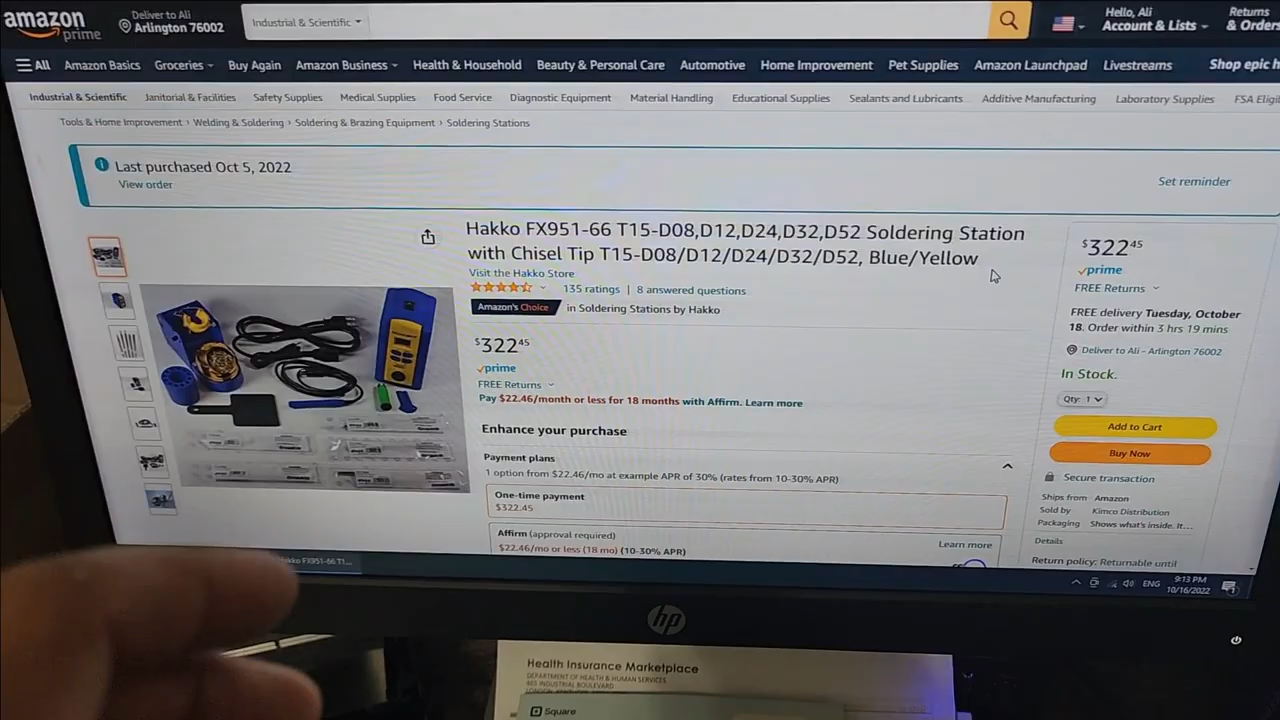 amazon
prime
Deliver to Ali
Arlington 76002
Industrial & Scientific
Hello, Ali
Account & Lists
Returns
& Orders
All
Amazon Basics
Groceries
Buy Again
Amazon Business
Health & Household
Beauty & Personal Care
Automotive
Home Improvement
Pet Supplies
Amazon Launchpad
Livestreams
Shop epic h
Industrial & Scientific
Janitorial & Facilities
Safety Supplies
Medical Supplies
Food Service
Diagnostic Equipment
Material Handling
Educational Supplies
Sealants and Lubricants
Additive Manufacturing
Laboratory Supplies
FSA Eligi
Tools & Home Improvement › Welding & Soldering › Soldering & Brazing Equipment › Soldering Stations
Last purchased Oct 5, 2022
View order
Set reminder
Hakko FX951-66 T15-D08,D12,D24,D32,D52 Soldering Station
with Chisel Tip T15-D08/D12/D24/D32/D52, Blue/Yellow
Visit the Hakko Store
135 ratings | 8 answered questions
Amazon's Choice in Soldering Stations by Hakko
$322.45
prime
FREE Returns
Pay $22.46/month or less for 18 months with Affirm. Learn more
Enhance your purchase
Payment plans
1 option from $22.46/mo at example APR of 30% (rates from 10-30% APR)
One-time payment
$322.45
Affirm (approval required)
$22.46/mo or less (18 mo) (10-30% APR)
Learn more
$322.45
prime
FREE Returns
FREE delivery Tuesday, October
18. Order within 3 hrs 19 mins
Deliver to Ali - Arlington 76002
In Stock.
Qty: 1
Add to Cart
Buy Now
Secure transaction
Ships from Amazon
Sold by Kimco Distribution
Packaging Shows what's inside. It...
Details
Return policy: Returnable until
Hakko FX951-66 T1...
ENG
9:13 PM
10/16/2022
hp
Health Insurance Marketplace
DEPARTMENT OF HEALTH & HUMAN SERVICES
465 INDUSTRIAL BOULEVARD
Square